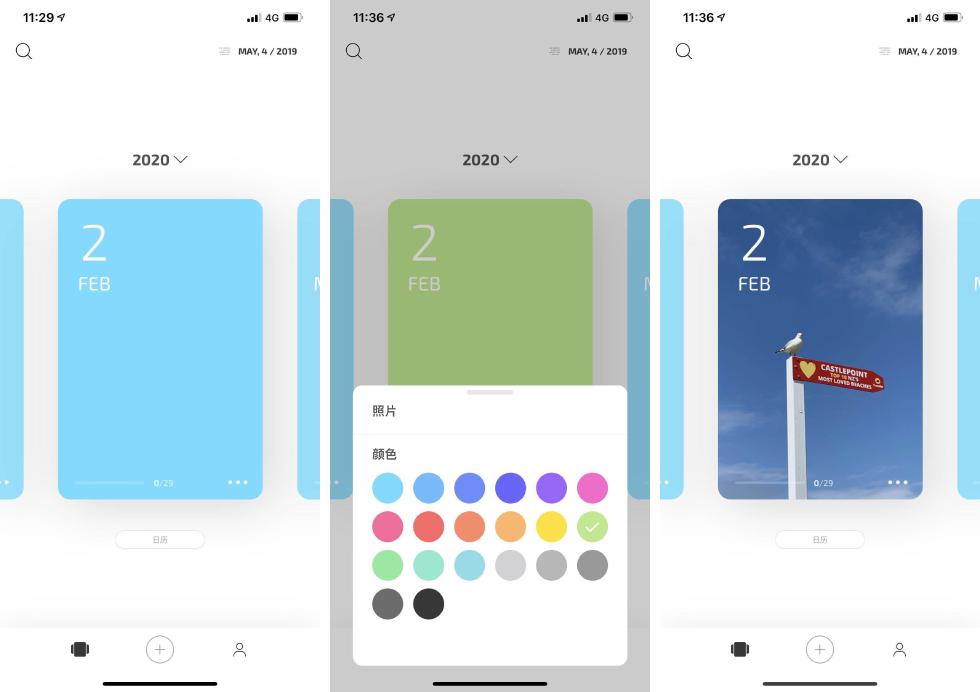 11:29
4G
MAY, 4 / 2019
2020
2
FEB
0/29
日历
11:36
4G
MAY, 4 / 2019
2020
2
FEB
照片
颜色
11:36
4G
MAY, 4 / 2019
2020
2
FEB
CASTLEPOINT
TOP 10 NZ'S
MOST LOVED BEACHES
0/29
日历